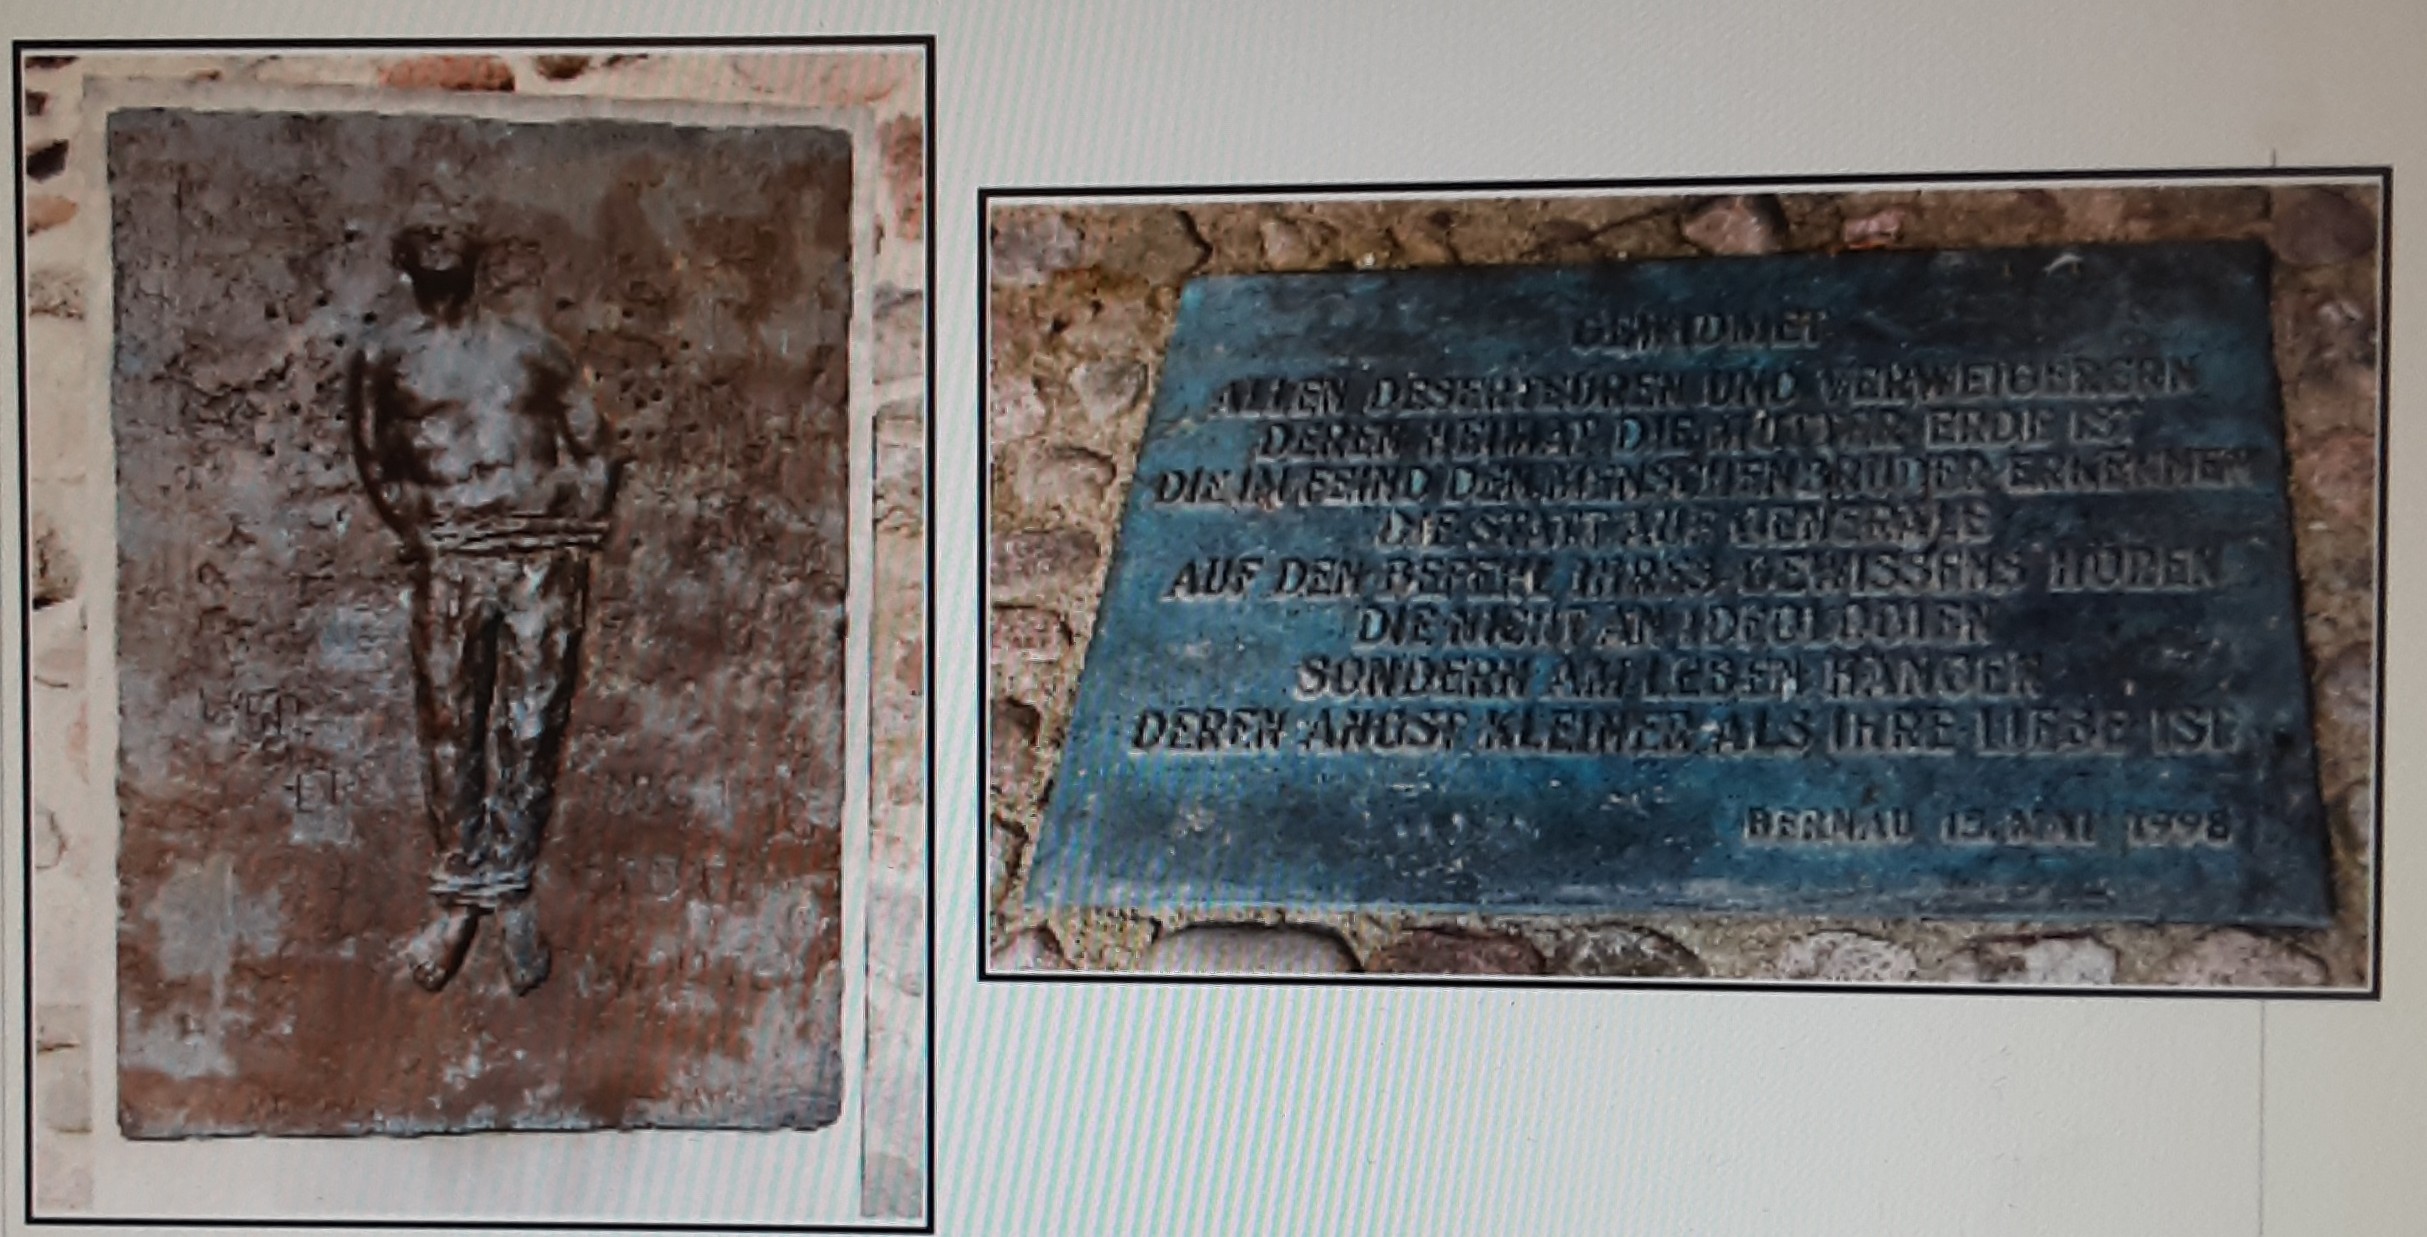 GEWIDMET
ALLEN DESERTEUREN UND VERWEIGERERN
DEREN HEIMAT DIE MUTTER ERDE IST
DIE IM FEIND DEN MENSCHENBRUDER ERKENNEN
DIE STATT AUF GENERÄLE
AUF DEN BEFEHL IHRES GEWISSENS HÖREN
DIE NICHT AN IDEOLOGIEN
SONDERN AM LEBEN HÄNGEN
DEREN ANGST KLEINER ALS IHRE LIEBE IST
BERNAU 15. MAI 1998